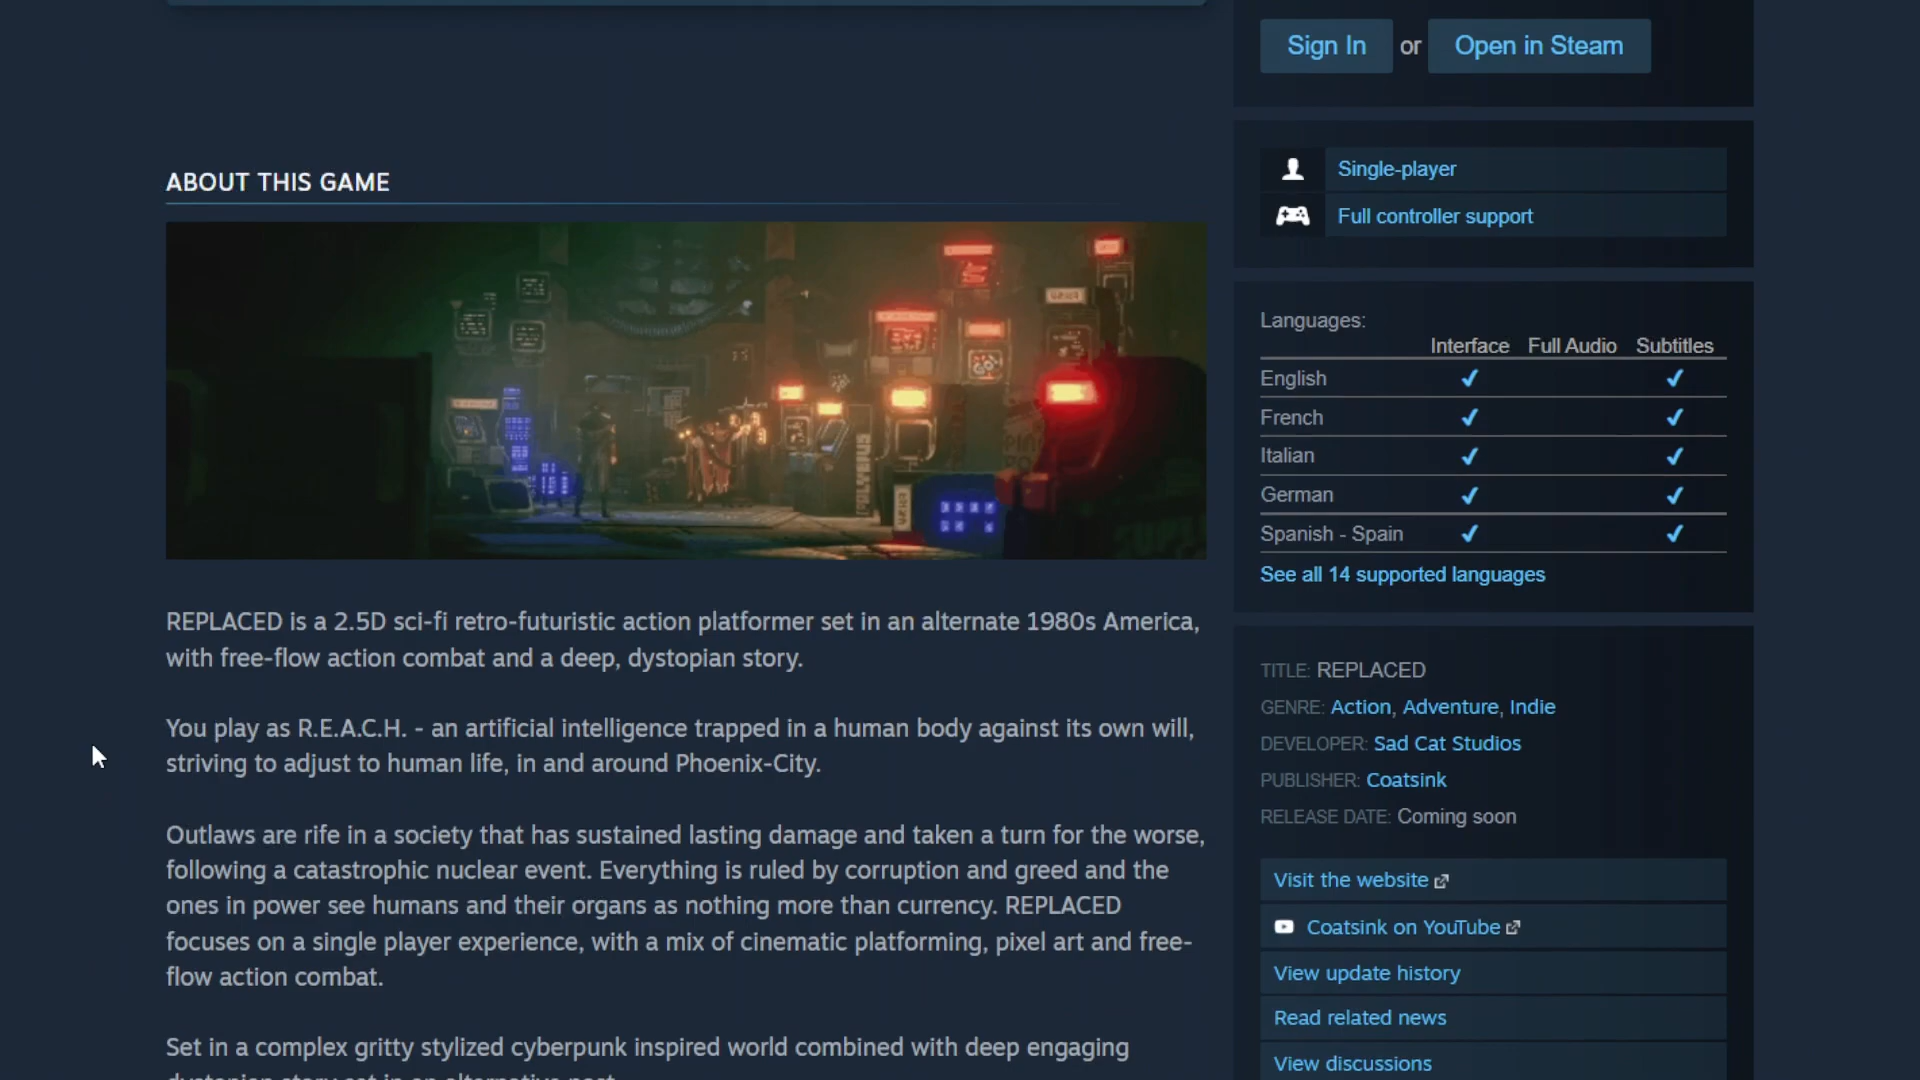 Sign In or Open in Steam
ABOUT THIS GAME
POLYBIUS
REPLACED is a 2.5D sci-fi retro-futuristic action platformer set in an alternate 1980s America,
with free-flow action combat and a deep, dystopian story.
You play as R.E.A.C.H. - an artificial intelligence trapped in a human body against its own will,
striving to adjust to human life, in and around Phoenix-City.
Outlaws are rife in a society that has sustained lasting damage and taken a turn for the worse,
following a catastrophic nuclear event. Everything is ruled by corruption and greed and the
ones in power see humans and their organs as nothing more than currency. REPLACED
focuses on a single player experience, with a mix of cinematic platforming, pixel art and free-
flow action combat.
Set in a complex gritty stylized cyberpunk inspired world combined with deep engaging
dystopian story set in an alternative past
Single-player
Full controller support
Languages:
Interface Full Audio Subtitles
English ✔ ✔
French ✔ ✔
Italian ✔ ✔
German ✔ ✔
Spanish - Spain ✔ ✔
See all 14 supported languages
TITLE: REPLACED
GENRE: Action, Adventure, Indie
DEVELOPER: Sad Cat Studios
PUBLISHER: Coatsink
RELEASE DATE: Coming soon
Visit the website
Coatsink on YouTube
View update history
Read related news
View discussions